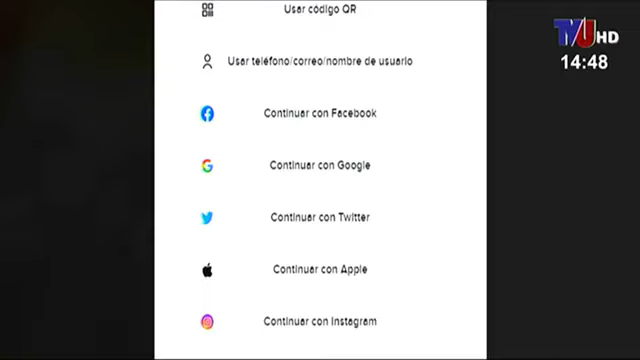 Usar código QR
TVU HD
14:48
Usar teléfono/correo/nombre de usuario
Continuar con Facebook
Continuar con Google
Continuar con Twitter
Continuar con Apple
Continuar con Instagram